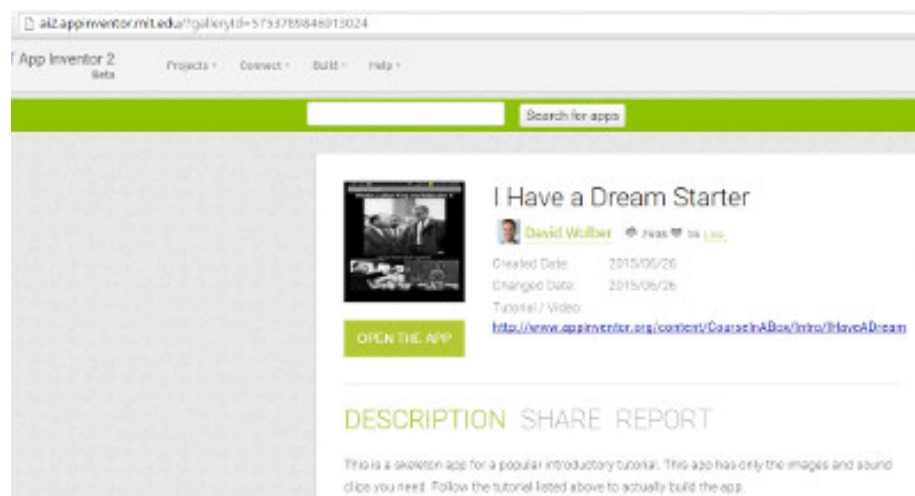 ai2.appinventor.mit.edu/?galleryId=5753789846913024
App Inventor 2
Beta
Projects Connect Build Help
Search for apps
I Have a Dream Starter
David Wolber
Created Date: 2015/06/26
Changed Date: 2015/06/26
Tutorial / Video:
http://www.appinventor.org/content/CourseInABox/Intro/IHaveADream
OPEN THE APP
DESCRIPTION SHARE REPORT
This is a skeleton app for a popular introductory tutorial. This app has only the images and sound
clips you need. Follow the tutorial listed above to actually build the app.